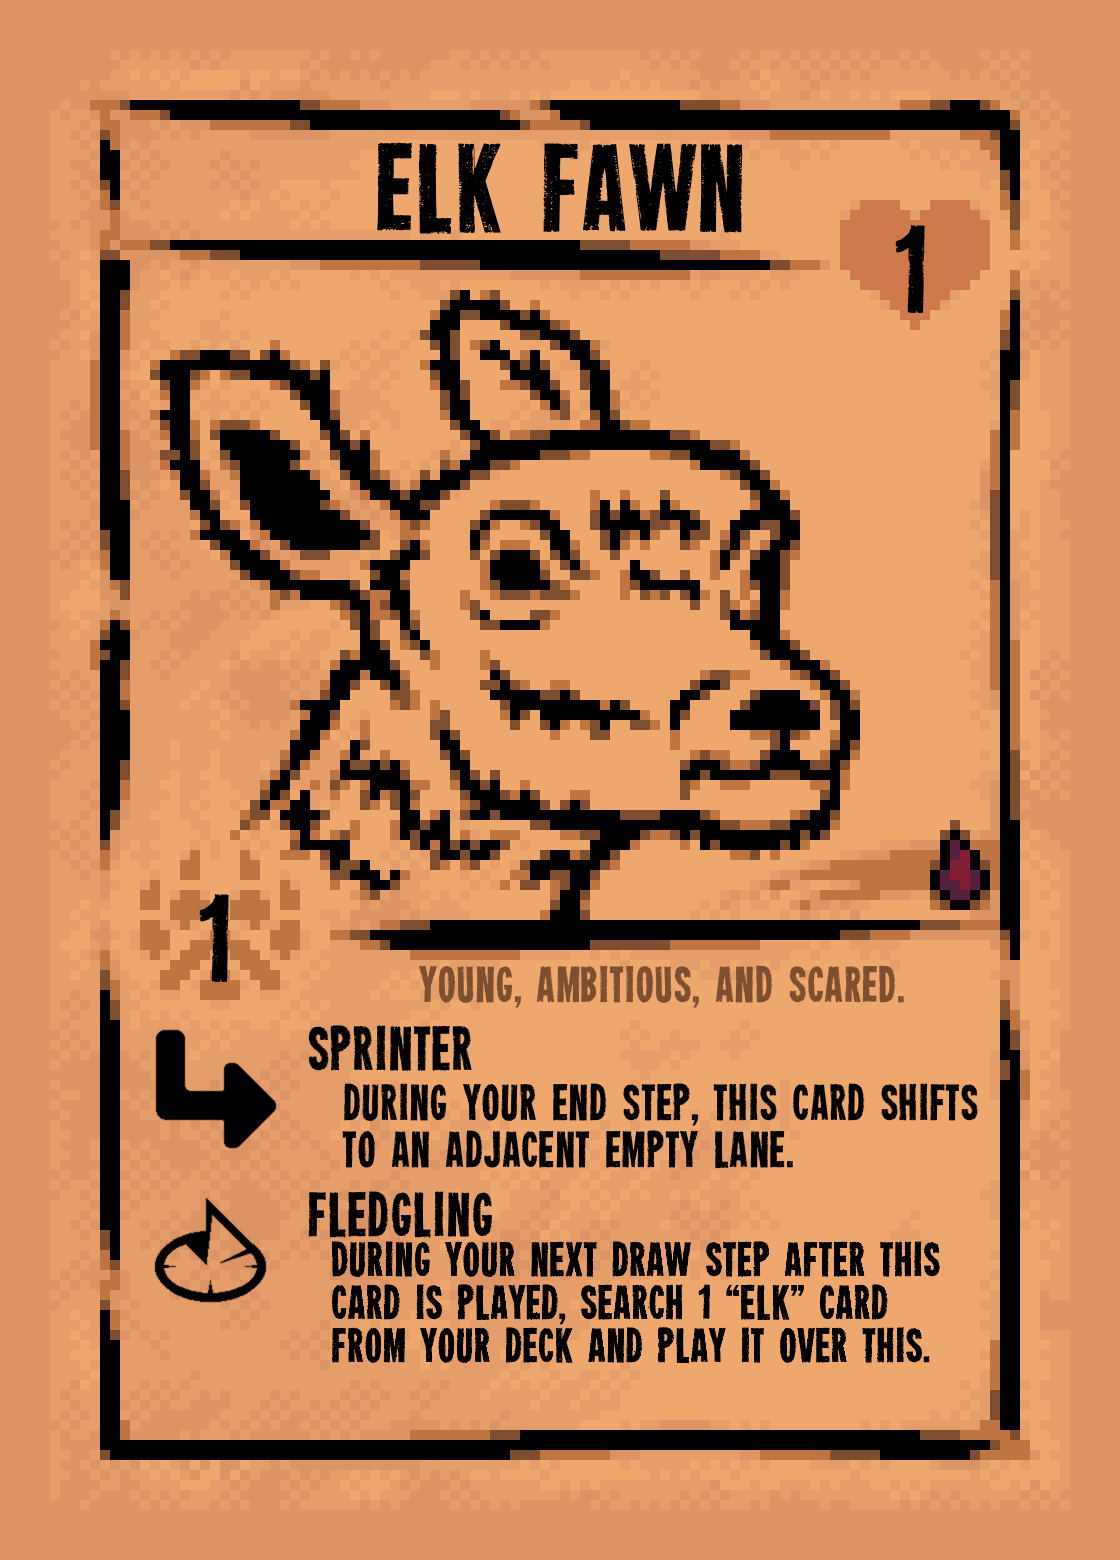 ELK FAWN
1
1
YOUNG, AMBITIOUS, AND SCARED.
SPRINTER
DURING YOUR END STEP, THIS CARD SHIFTS
TO AN ADJACENT EMPTY LANE.
FLEDGLING
DURING YOUR NEXT DRAW STEP AFTER THIS
CARD IS PLAYED, SEARCH 1 “ELK” CARD
FROM YOUR DECK AND PLAY IT OVER THIS.